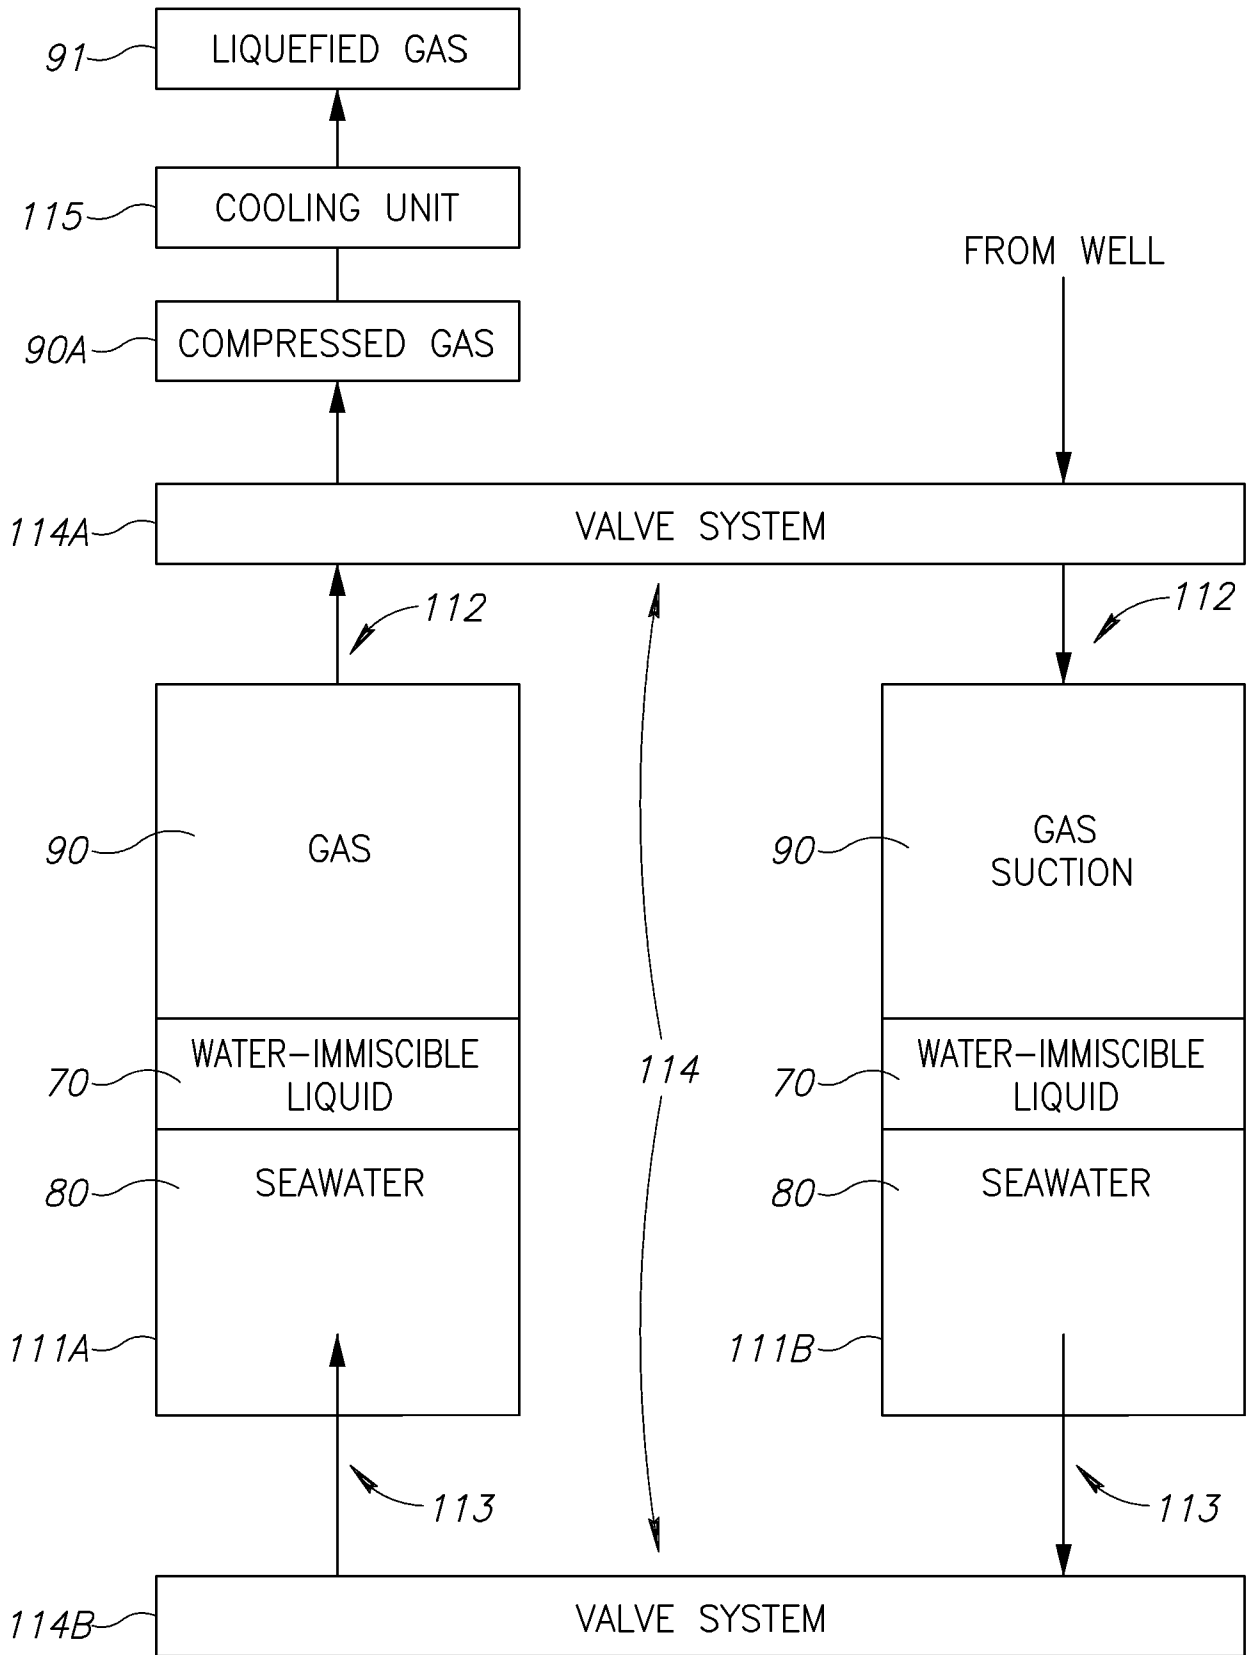 91
LIQUEFIED GAS
115
COOLING UNIT
FROM WELL
90A
COMPRESSED GAS
114A
VALVE SYSTEM
112
112
90
GAS
90
GAS
SUCTION
70
WATER-IMMISCIBLE
LIQUID
114
70
WATER-IMMISCIBLE
LIQUID
80
SEAWATER
80
SEAWATER
111A
111B
113
113
114B
VALVE SYSTEM